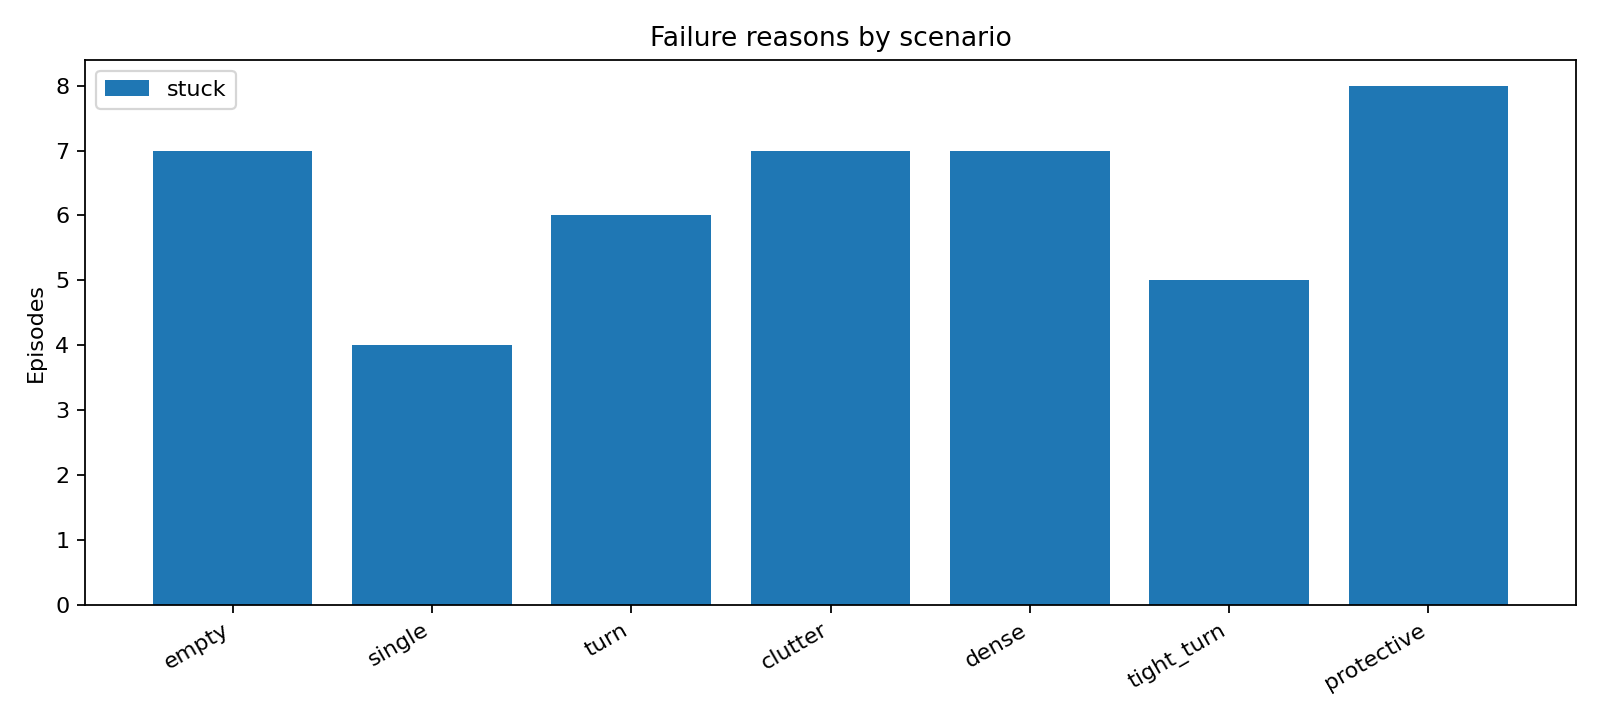 Failure reasons by scenario
stuck
Episodes
8
7
6
5
4
3
2
1
0
empty
single
turn
clutter
dense
tight_turn
protective